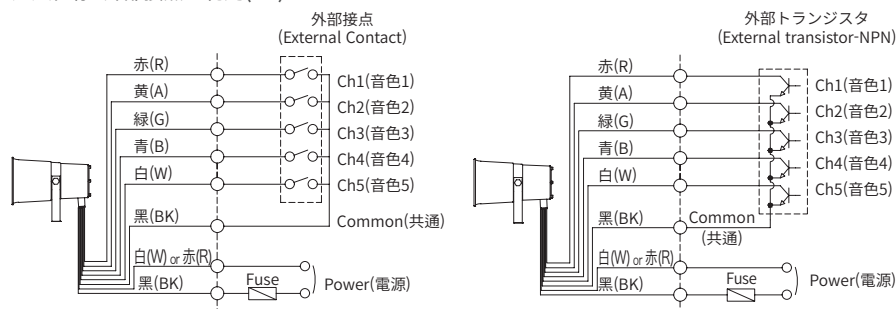 外部接点
(External Contact)
赤(R)
黄(A)
緑(G)
青(B)
白(W)
黒(BK)
白(W) or 赤(R)
黒(BK)
Fuse
Ch1(音色1)
Ch2(音色2)
Ch3(音色3)
Ch4(音色4)
Ch5(音色5)
Common(共通)
Power(電源)
外部トランジスタ
(External transistor-NPN)
赤(R)
黄(A)
緑(G)
青(B)
白(W)
黒(BK)
白(W) or 赤(R)
黒(BK)
Common
(共通)
Fuse
Ch1(音色1)
Ch2(音色2)
Ch3(音色3)
Ch4(音色4)
Ch5(音色5)
Power(電源)